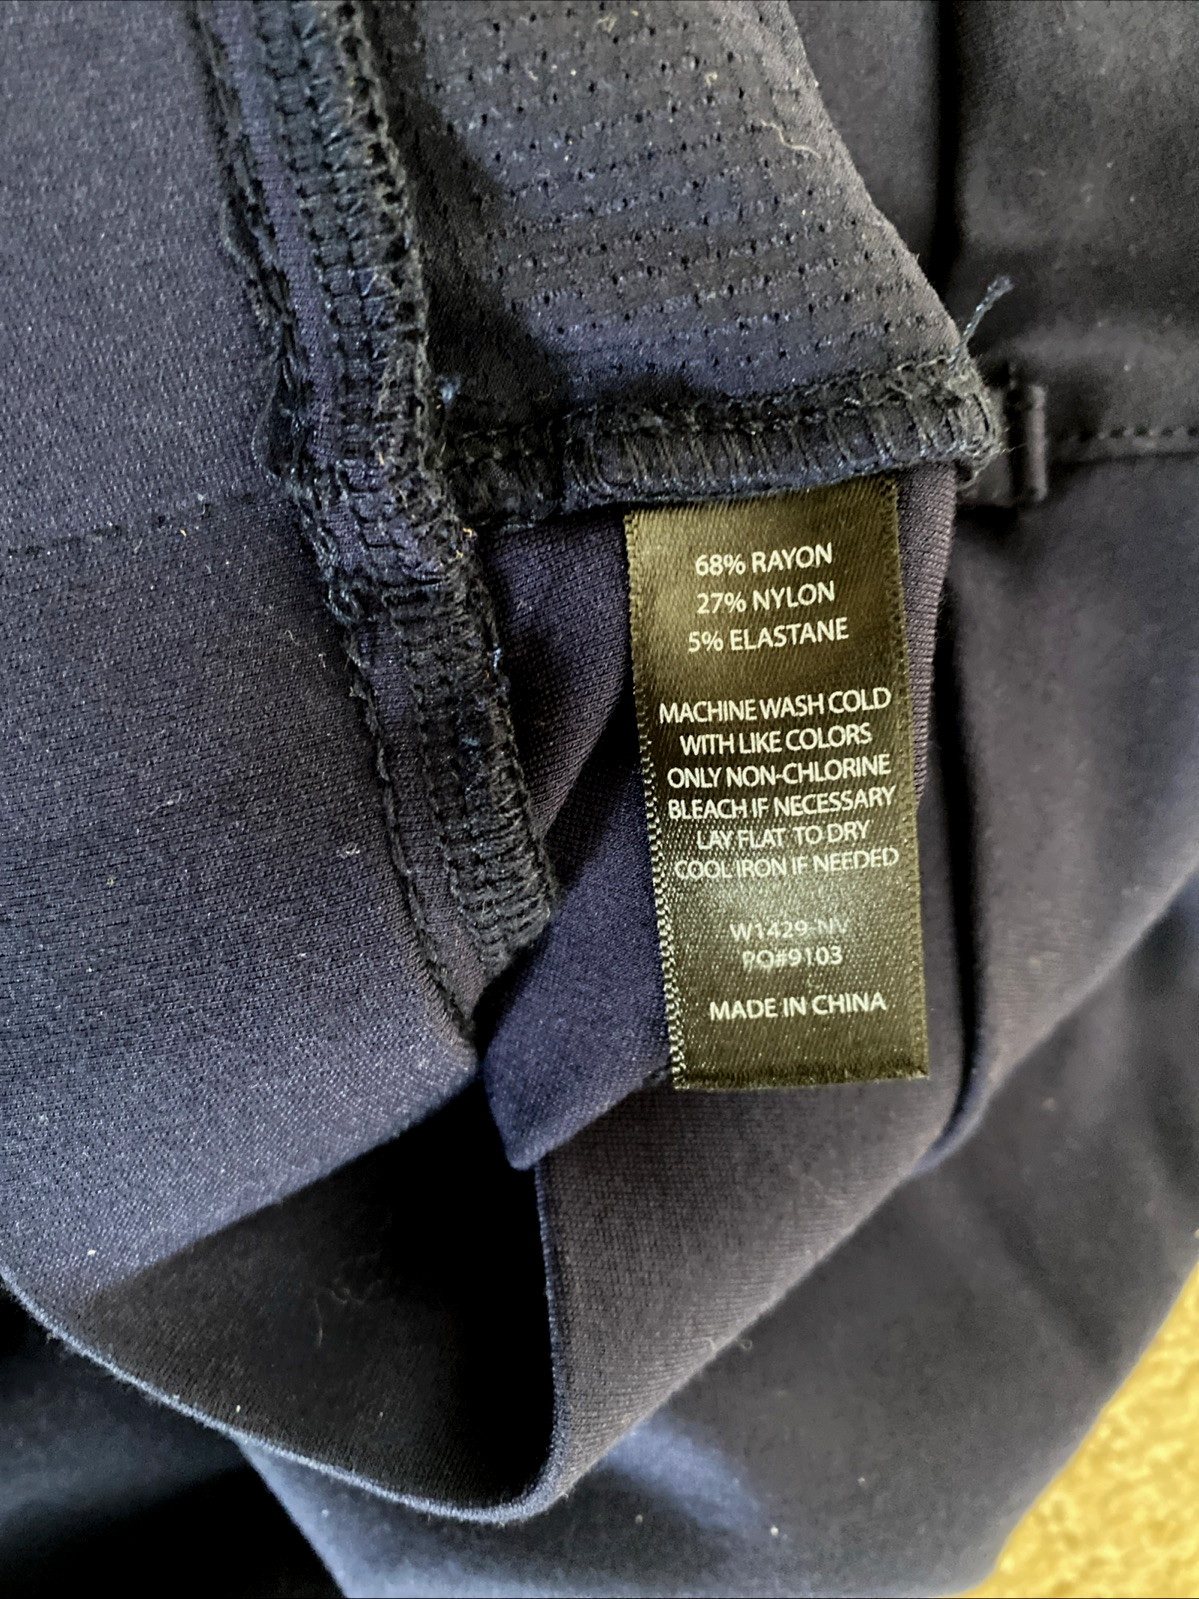 68% RAYON
27% NYLON
5% ELASTANE
MACHINE WASH COLD
WITH LIKE COLORS
ONLY NON-CHLORINE
BLEACH IF NECESSARY
LAY FLAT TO DRY
COOL IRON IF NEEDED
W1429-NV
PO#9103
MADE IN CHINA